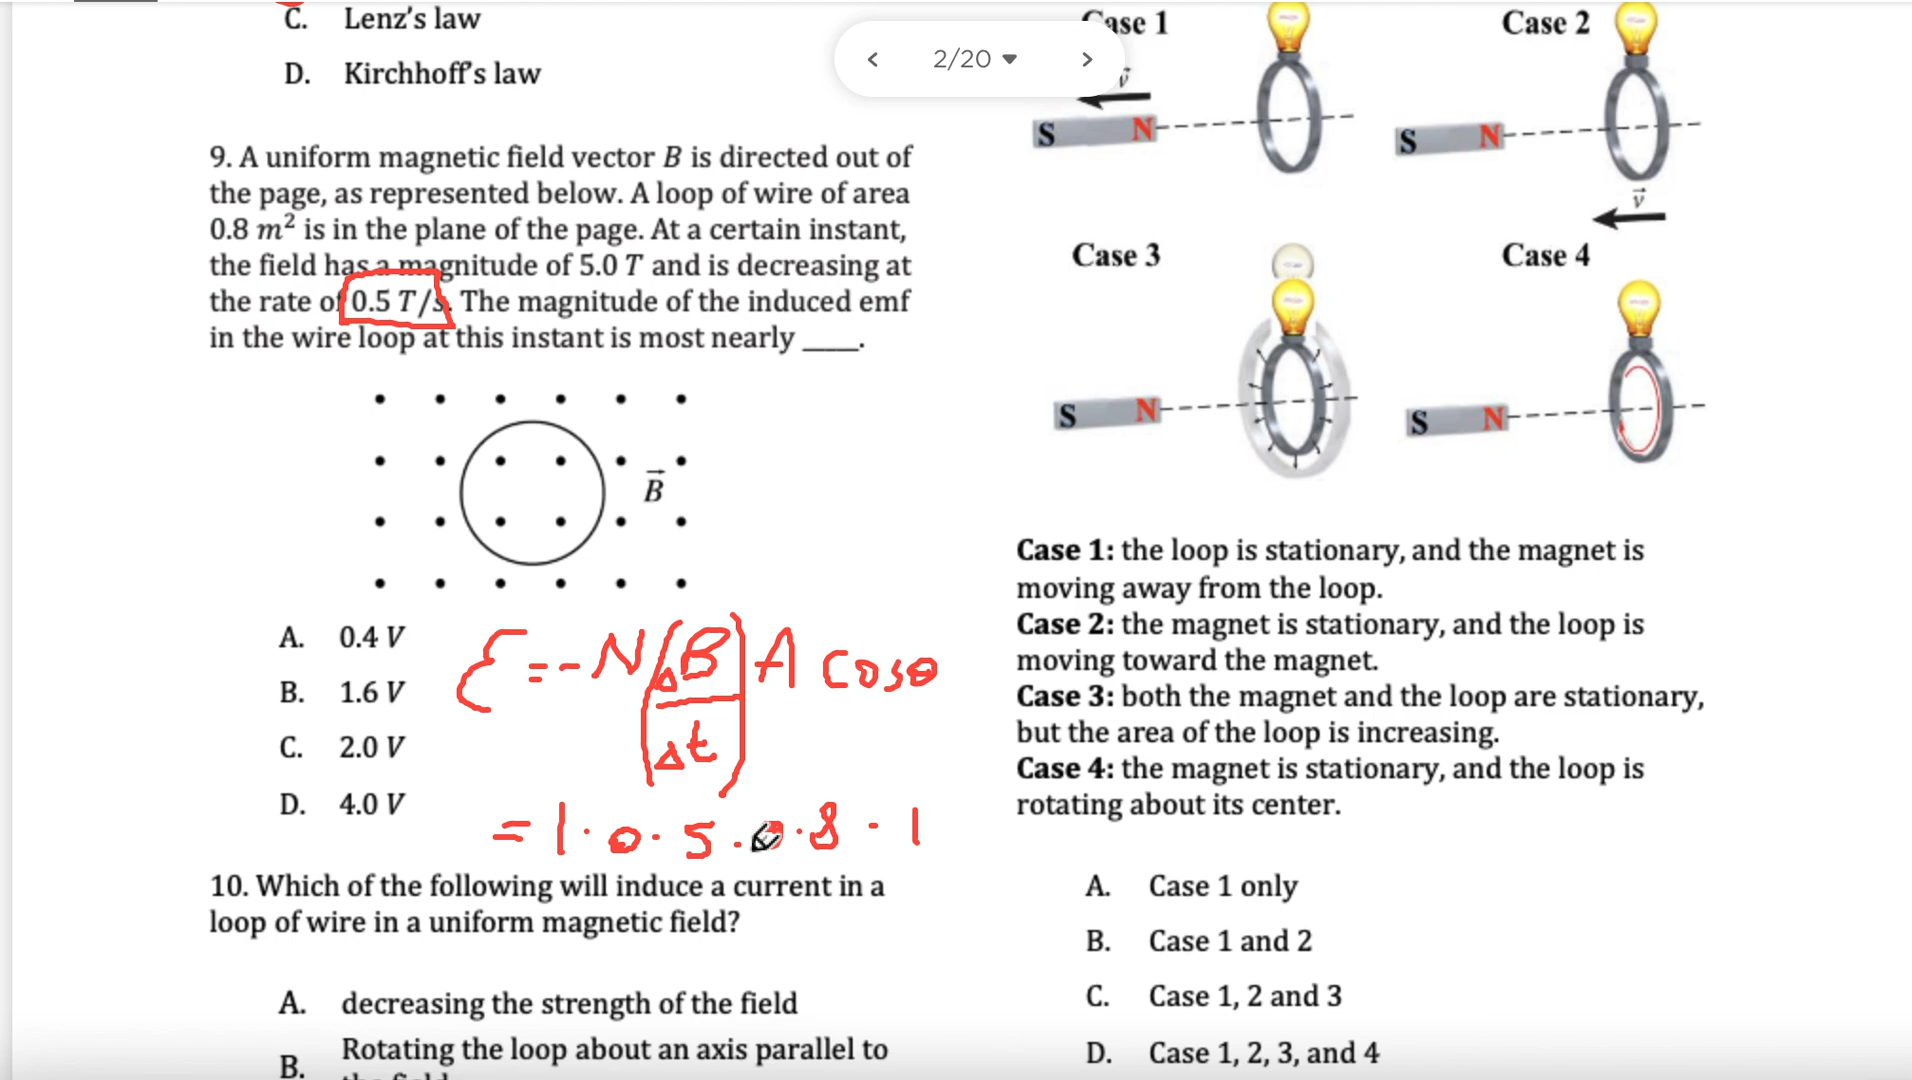 C. Lenz's law
D. Kirchhoff's law
2/20
9. A uniform magnetic field vector B is directed out of
the page, as represented below. A loop of wire of area
0.8 m² is in the plane of the page. At a certain instant,
the field has a magnitude of 5.0 T and is decreasing at
the rate of 0.5 T/s. The magnitude of the induced emf
in the wire loop at this instant is most nearly ____.
B⃗
A. 0.4 V
B. 1.6 V
C. 2.0 V
D. 4.0 V
ℰ = -N(ΔB/Δt) A cosθ
= 1 · 0 . 5 . 0 . 8 · 1
10. Which of the following will induce a current in a
loop of wire in a uniform magnetic field?
A. decreasing the strength of the field
B. Rotating the loop about an axis parallel to
Case 1
v⃗
S N
Case 2
S N
v⃗
Case 3
S N
Case 4
S N
Case 1: the loop is stationary, and the magnet is
moving away from the loop.
Case 2: the magnet is stationary, and the loop is
moving toward the magnet.
Case 3: both the magnet and the loop are stationary,
but the area of the loop is increasing.
Case 4: the magnet is stationary, and the loop is
rotating about its center.
A. Case 1 only
B. Case 1 and 2
C. Case 1, 2 and 3
D. Case 1, 2, 3, and 4